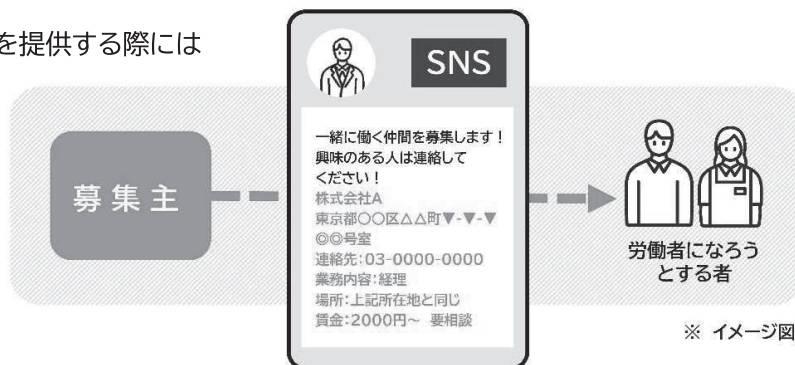 を提供する際には
SNS
募集主
一緒に働く仲間を募集します！
興味のある人は連絡して
ください！
株式会社A
東京都〇〇区△△町▼-▼-▼
◎◎号室
連絡先:03-0000-0000
業務内容:経理
場所:上記所在地と同じ
賃金:2000円～ 要相談
労働者になろう
とする者
※ イメージ図